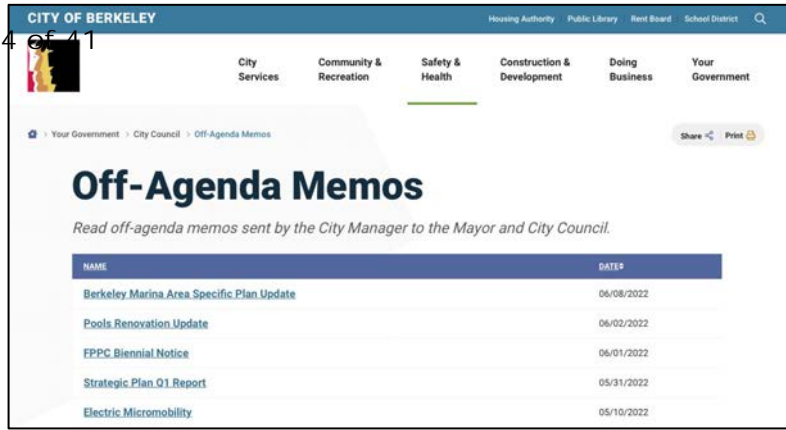 CITY OF BERKELEY
Housing Authority Public Library Rent Board School District
4 of 41
City Services
Community & Recreation
Safety & Health
Construction & Development
Doing Business
Your Government
Your Government > City Council > Off-Agenda Memos
Share Print
Off-Agenda Memos
Read off-agenda memos sent by the City Manager to the Mayor and City Council.
NAME DATE
Berkeley Marina Area Specific Plan Update 06/08/2022
Pools Renovation Update 06/02/2022
FPPC Biennial Notice 06/01/2022
Strategic Plan Q1 Report 05/31/2022
Electric Micromobility 05/10/2022